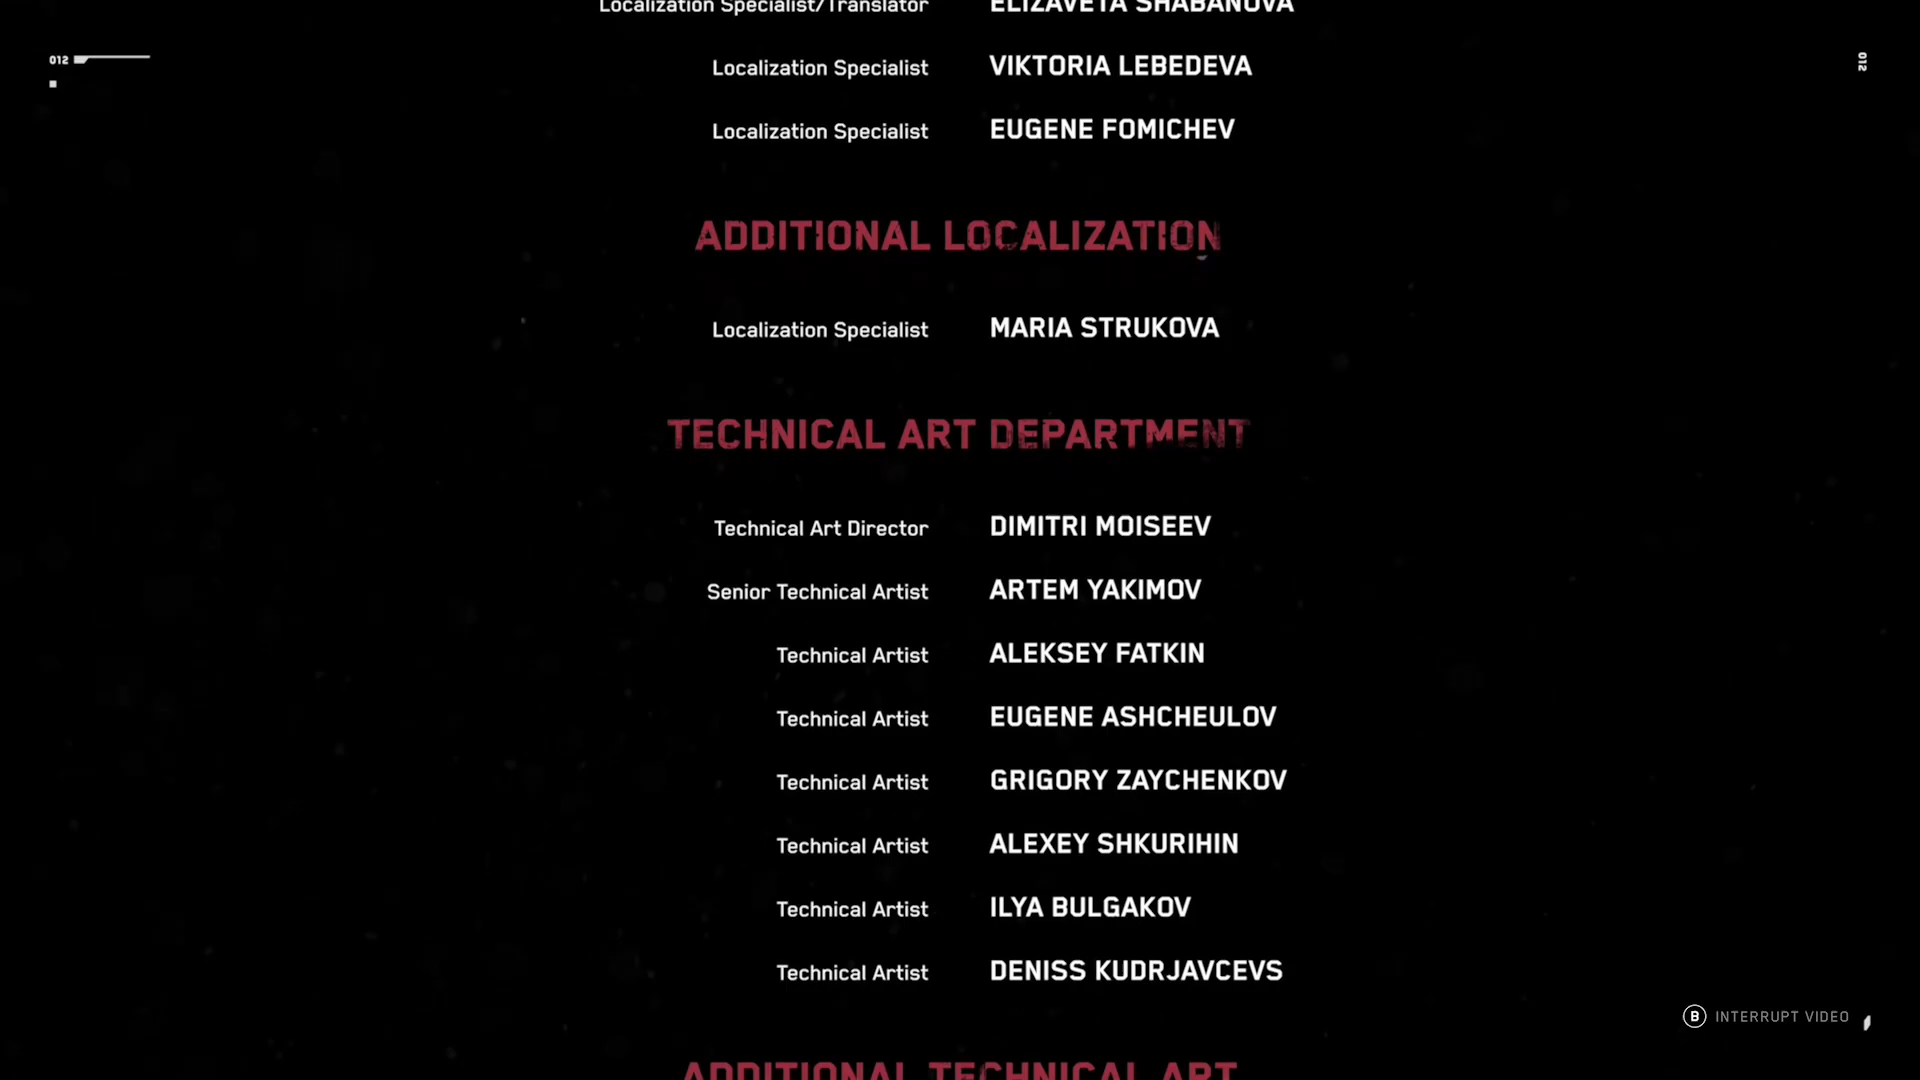 Localization Specialist/Translator ELIZAVETA SHABANOVA
012
012
Localization Specialist VIKTORIA LEBEDEVA
Localization Specialist EUGENE FOMICHEV
ADDITIONAL LOCALIZATION
Localization Specialist MARIA STRUKOVA
TECHNICAL ART DEPARTMENT
Technical Art Director DIMITRI MOISEEV
Senior Technical Artist ARTEM YAKIMOV
Technical Artist ALEKSEY FATKIN
Technical Artist EUGENE ASHCHEULOV
Technical Artist GRIGORY ZAYCHENKOV
Technical Artist ALEXEY SHKURIHIN
Technical Artist ILYA BULGAKOV
Technical Artist DENISS KUDRJAVCEVS
B INTERRUPT VIDEO
ADDITIONAL TECHNICAL ART